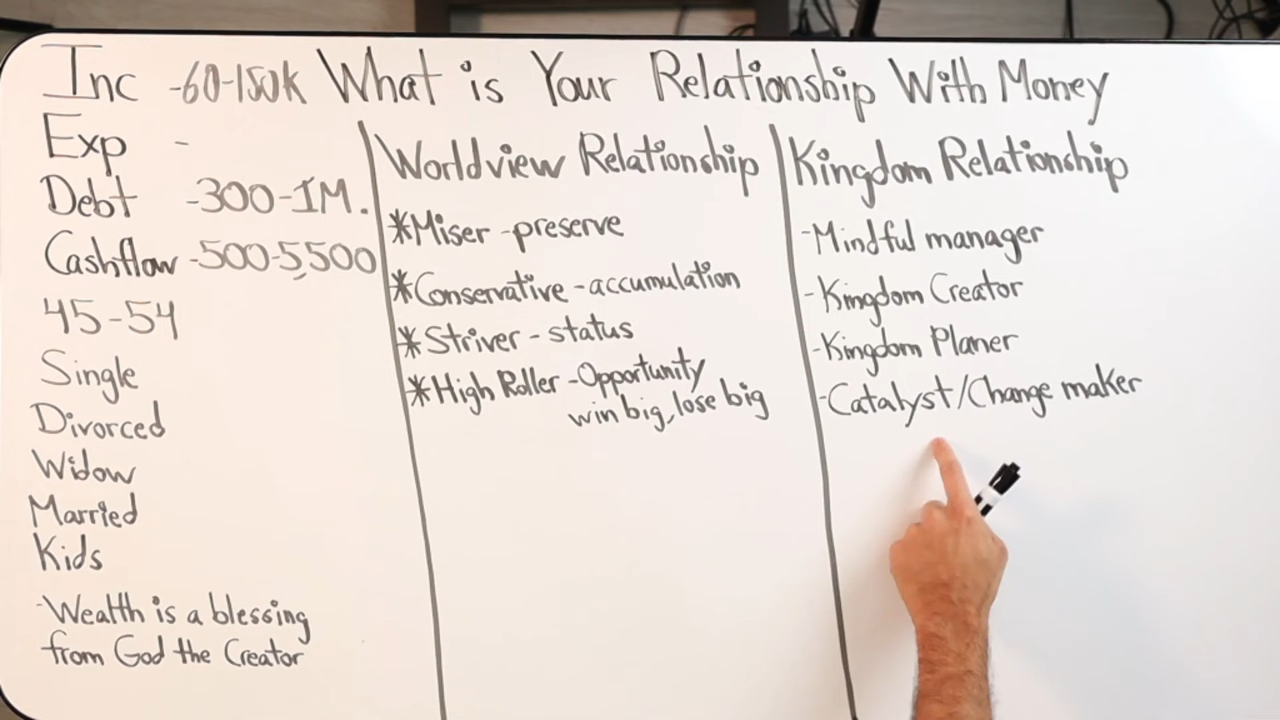 Inc -60-150k What is Your Relationship With Money
Exp -
Debt -300-1M.
Cashflow -500-5,500
45-54
Single
Divorced
Widow
Married
Kids
-Wealth is a blessing
from God the Creator
Worldview Relationship
*Miser -preserve
*Conservative -accumulation
*Striver - status
*High Roller -Opportunity
win big, lose big
Kingdom Relationship
-Mindful manager
-Kingdom Creator
-Kingdom Planer
-Catalyst/Change maker